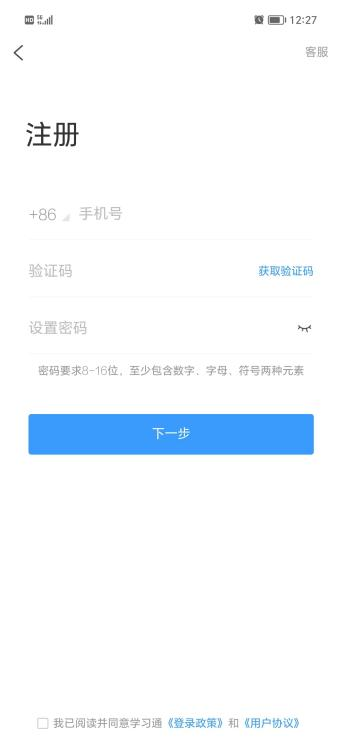 HD 5G 12:27
客服
注册
+86 手机号
验证码 获取验证码
设置密码
密码要求8-16位，至少包含数字、字母、符号两种元素
下一步
我已阅读并同意学习通《登录政策》和《用户协议》